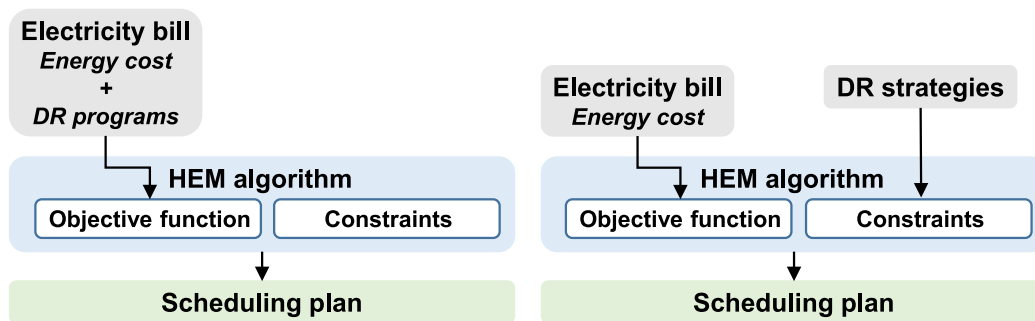 Electricity bill
Energy cost
+
DR programs
HEM algorithm
Objective function
Constraints
Scheduling plan
Electricity bill
Energy cost
DR strategies
HEM algorithm
Objective function
Constraints
Scheduling plan